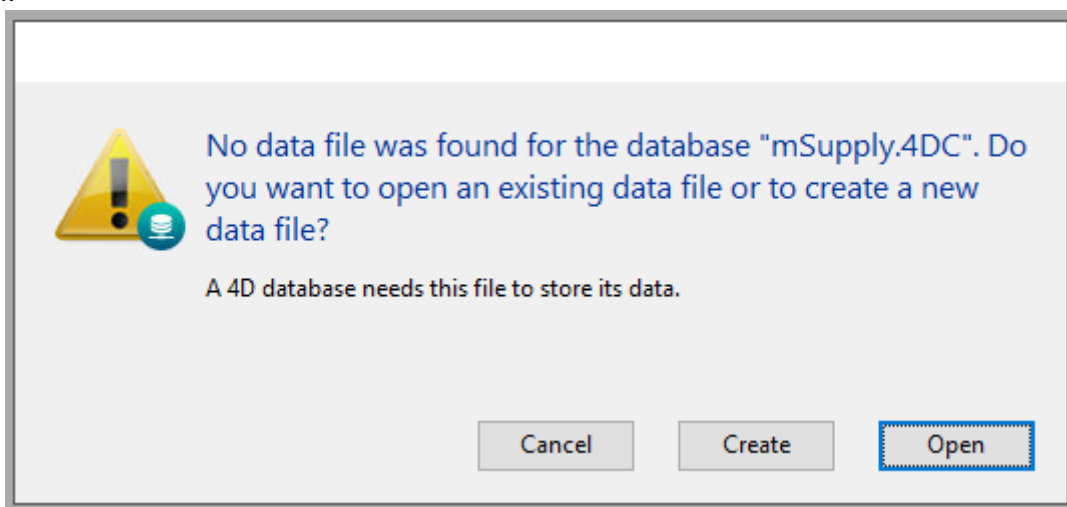 No data file was found for the database "mSupply.4DC". Do
you want to open an existing data file or to create a new
data file?
A 4D database needs this file to store its data.
Cancel Create Open